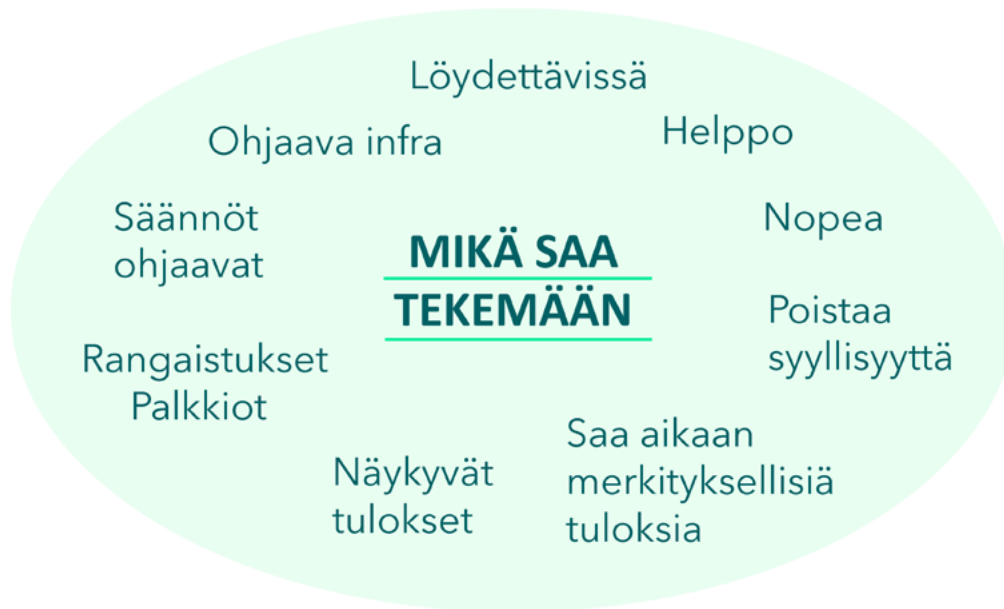 Löydettävissä
Ohjaava infra
Helppo
Säännöt
ohjaavat
Nopea
MIKÄ SAA
TEKEMÄÄN
Poistaa
syyllisyyttä
Rangaistukset
Palkkiot
Saa aikaan
merkityksellisiä
tuloksia
Näykyvät
tulokset